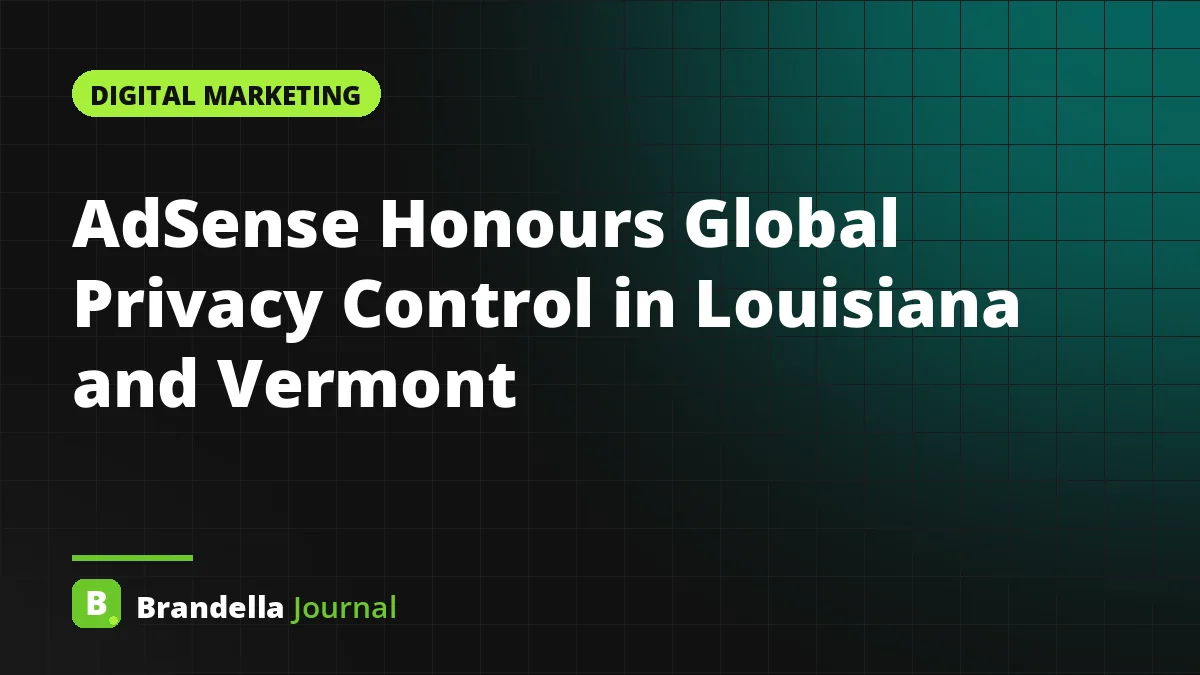 DIGITAL MARKETING
AdSense Honours Global
Privacy Control in Louisiana
and Vermont
B
Brandella Journal